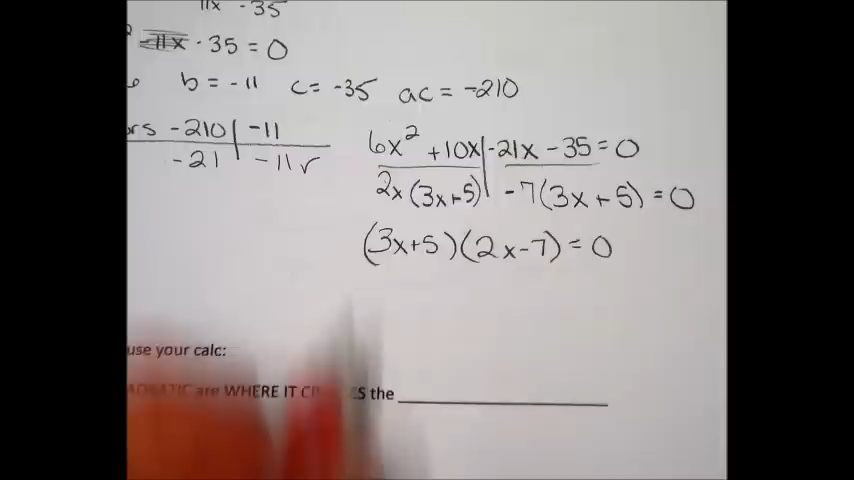 11x - 35
-11x - 35 = 0
b = -11 c = -35 ac = -210
-210 | -11
-21 | -11 ✓
6x² + 10x | -21x - 35 = 0
2x(3x+5) | -7(3x+5) = 0
(3x+5)(2x-7) = 0
use your calc:
are WHERE IT the ____________________